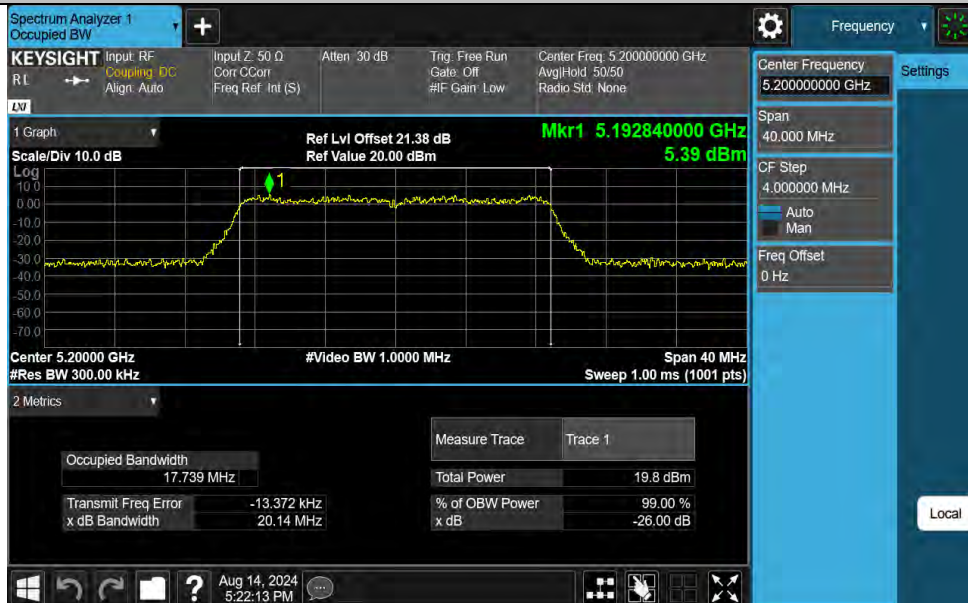 Spectrum Analyzer 1
Occupied BW
+
Frequency
KEYSIGHT
Input: RF
Coupling: DC
Align: Auto
Input Z: 50 Ω
Corr CCorr
Freq Ref: Int (S)
Atten: 30 dB
Trig: Free Run
Gate: Off
#IF Gain: Low
Center Freq: 5.200000000 GHz
Avg|Hold: 50/50
Radio Std: None
LXI
Center Frequency
5.200000000 GHz
Settings
Span
40.000 MHz
CF Step
4.000000 MHz
Auto
Man
Freq Offset
0 Hz
1 Graph
Scale/Div 10.0 dB
Ref Lvl Offset 21.38 dB
Ref Value 20.00 dBm
Mkr1 5.192840000 GHz
5.39 dBm
Log
1
10.0
0.00
-10.0
-20.0
-30.0
-40.0
-50.0
-60.0
-70.0
Center 5.20000 GHz
#Video BW 1.0000 MHz
Span 40 MHz
#Res BW 300.00 kHz
Sweep 1.00 ms (1001 pts)
2 Metrics
Measure Trace Trace 1
Occupied Bandwidth
17.739 MHz
Total Power 19.8 dBm
Transmit Freq Error -13.372 kHz
% of OBW Power 99.00 %
x dB Bandwidth 20.14 MHz
x dB -26.00 dB
Local
?
Aug 14, 2024
5:22:13 PM